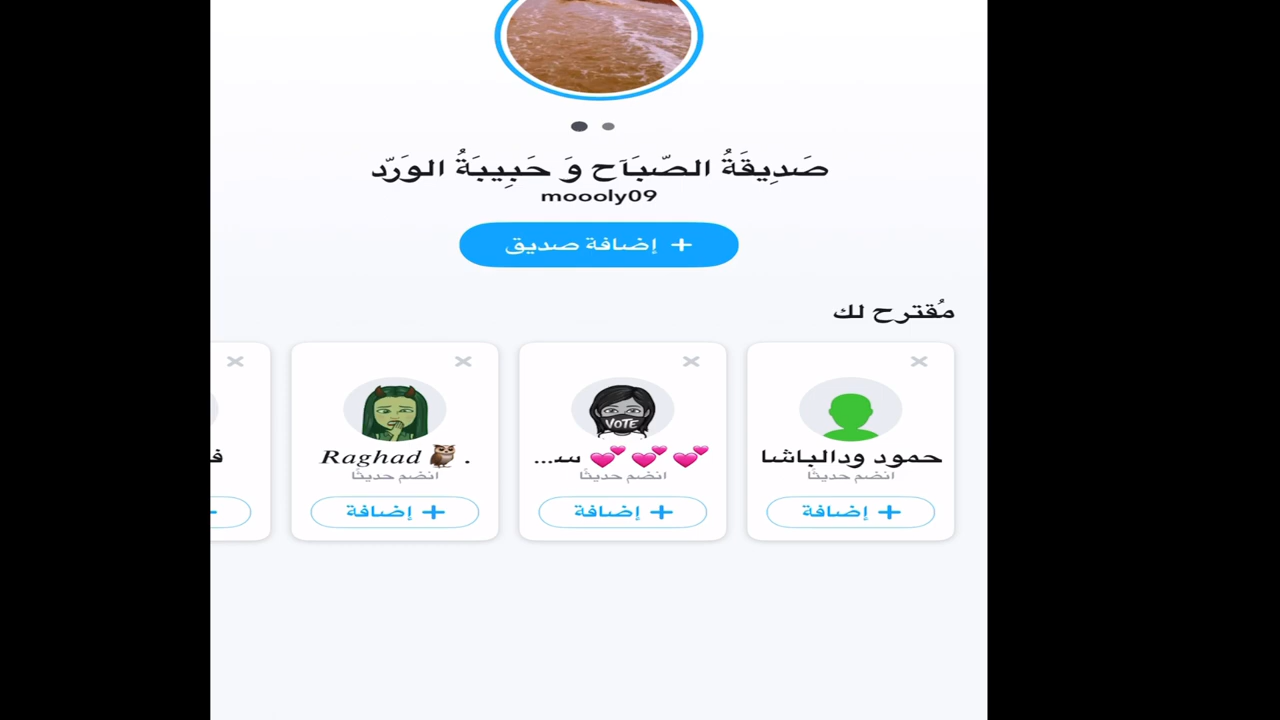 صَدِيقَةُ الصّبَاَح وَ حَبِيبَةُ الوَرّد
moooly09
+ إضافة صديق
مُقترح لك
حمود ودالباشا
انضم حديثًا
+ إضافة
💕 💕 💕 سـ...
انضم حديثًا
VOTE
+ إضافة
. 🦉 Raghad
انضم حديثًا
+ إضافة